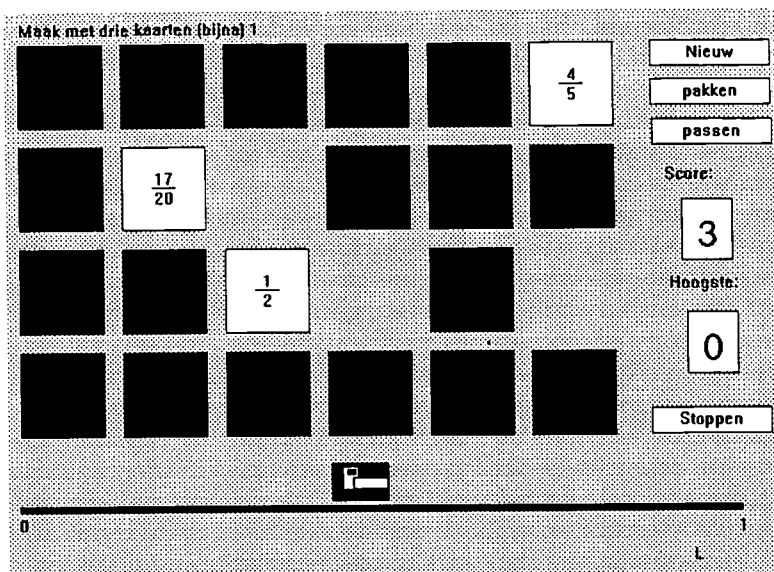 Maak met drie kaarten (bijna) 1
4
5
Nieuw
pakken
passen
17
20
Score:
3
1
2
Hoogste:
0
Stoppen
0 1
L